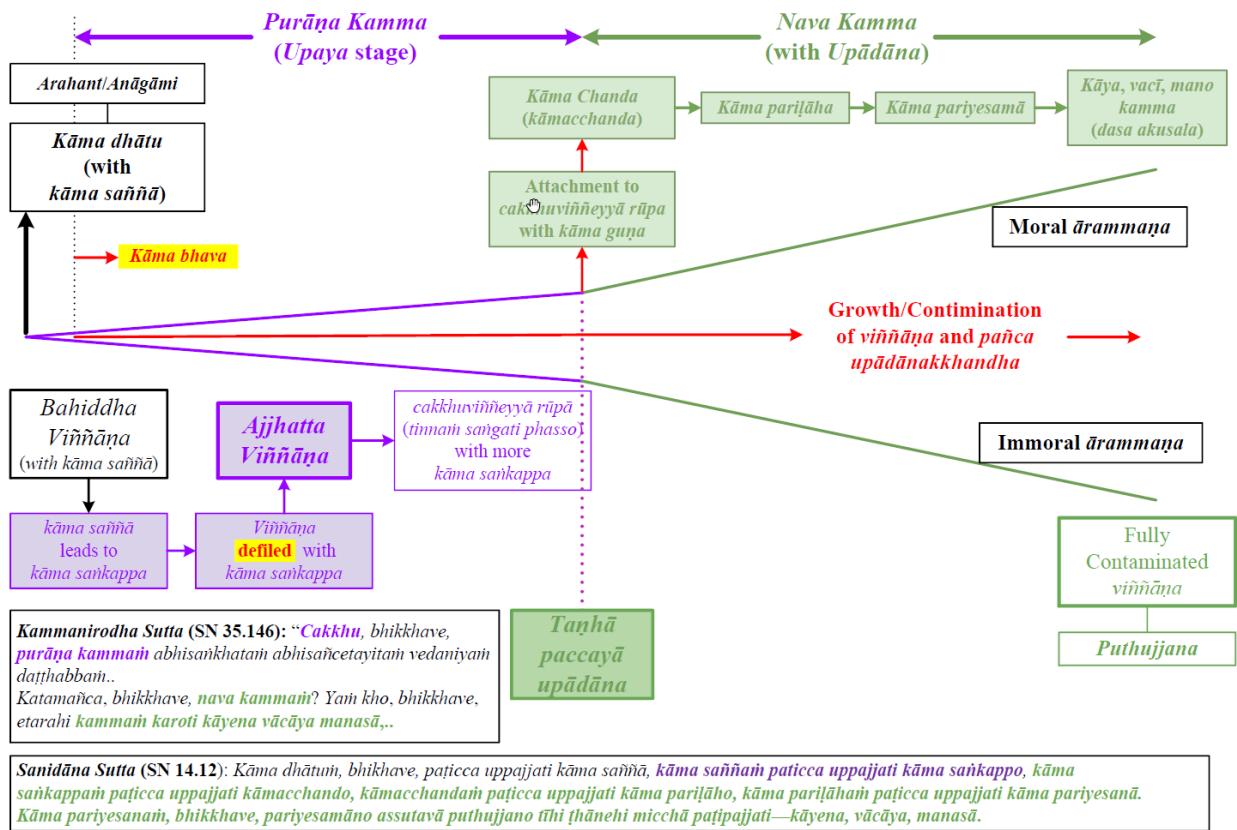 Purāṇa Kamma
(Upaya stage)
Nava Kamma
(with Upādāna)
Arahant/Anāgāmi
Kāma dhātu
(with
kāma saññā)
Kāma bhava
Kāma Chanda
(kāmacchanda)
Kāma pariḷāha
Kāma pariyesamā
Kāya, vacī, mano
kamma
(dasa akusala)
Attachment to
cakkhuviññeyyā rūpa
with kāma guṇa
Moral ārammaṇa
Growth/Contimination
of viññāṇa and pañca
upādānakkhandha
Immoral ārammaṇa
Bahiddha
Viññāṇa
(with kāma saññā)
Ajjhatta
Viññāṇa
cakkhuviññeyyā rūpā
(tinnaṁ saṅgati phasso)
with more
kāma saṅkappa
kāma saññā
leads to
kāma saṅkappa
Viññāṇa
defiled with
kāma saṅkappa
Taṇhā
paccayā
upādāna
Fully
Contaminated
viññāṇa
Puthujjana
Kammanirodha Sutta (SN 35.146): “Cakkhu, bhikkhave,
purāṇa kammaṁ abhisaṅkhataṁ abhisañcetayitaṁ vedaniyaṁ
daṭṭhabbaṁ..
Katamañca, bhikkhave, nava kammaṁ? Yaṁ kho, bhikkhave,
etarahi kammaṁ karoti kāyena vācāya manasā,..
Sanidāna Sutta (SN 14.12): Kāma dhātuṁ, bhikhave, paṭicca uppajjati kāma saññā, kāma saññaṁ paticca uppajjati kāma saṅkappo, kāma
saṅkappaṁ paṭicca uppajjati kāmacchando, kāmacchandaṁ paṭicca uppajjati kāma pariḷāho, kāma pariḷāhaṁ paṭicca uppajjati kāma pariyesanā.
Kāma pariyesanaṁ, bhikkhave, pariyesamāno assutavā puthujjano tīhi ṭhānehi micchā paṭipajjati—kāyena, vācāya, manasā.